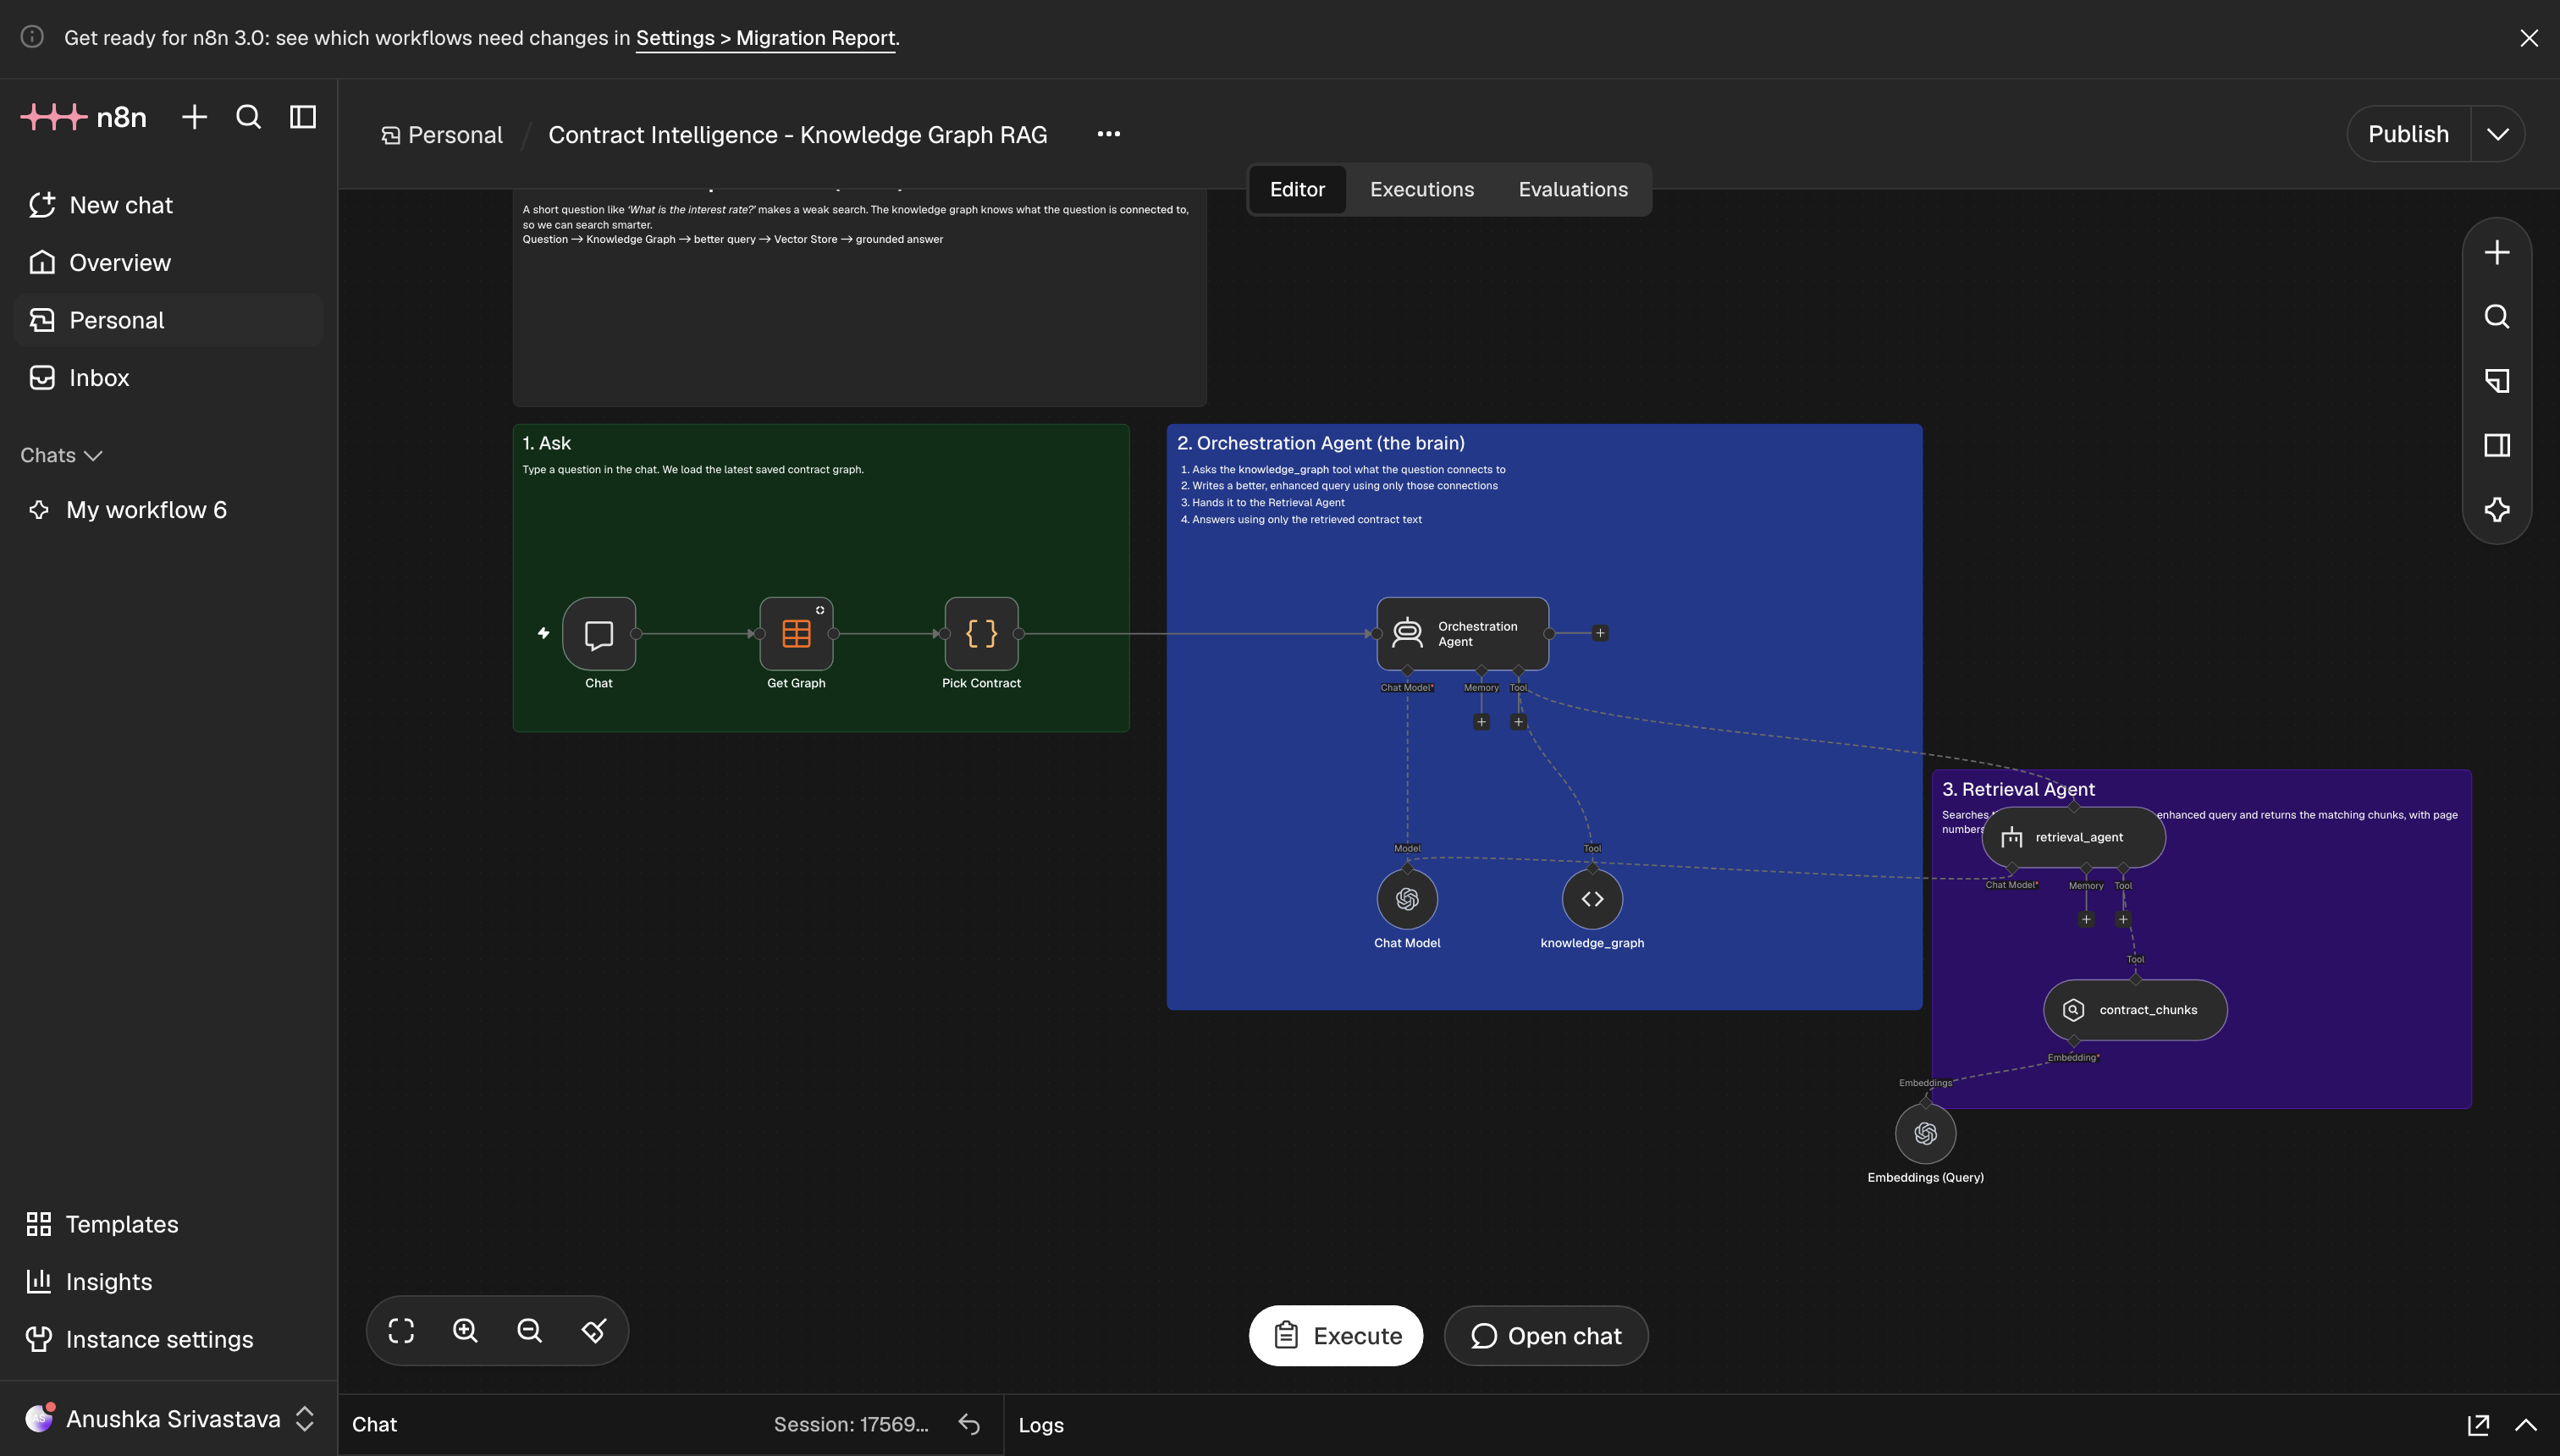 Get ready for n8n 3.0: see which workflows need changes in Settings > Migration Report.
n8n
New chat
Overview
Personal
Inbox
Chats
My workflow 6
Templates
Insights
Instance settings
AS
Anushka Srivastava
Personal / Contract Intelligence - Knowledge Graph RAG
Publish
Editor
Executions
Evaluations
A short question like 'What is the interest rate?' makes a weak search. The knowledge graph knows what the question is connected to,
so we can search smarter.
Question → Knowledge Graph → better query → Vector Store → grounded answer
1. Ask
Type a question in the chat. We load the latest saved contract graph.
Chat
Get Graph
{ }
Pick Contract
2. Orchestration Agent (the brain)
1. Asks the knowledge_graph tool what the question connects to
2. Writes a better, enhanced query using only those connections
3. Hands it to the Retrieval Agent
4. Answers using only the retrieved contract text
Orchestration
Agent
Chat Model*
Memory
Tool
Model
Tool
Chat Model
knowledge_graph
3. Retrieval Agent
Searches
enhanced query and returns the matching chunks, with page
numbers
retrieval_agent
Chat Model*
Memory
Tool
Tool
contract_chunks
Embedding*
Embeddings
Embeddings (Query)
Execute
Open chat
Chat
Session: 17569...
Logs